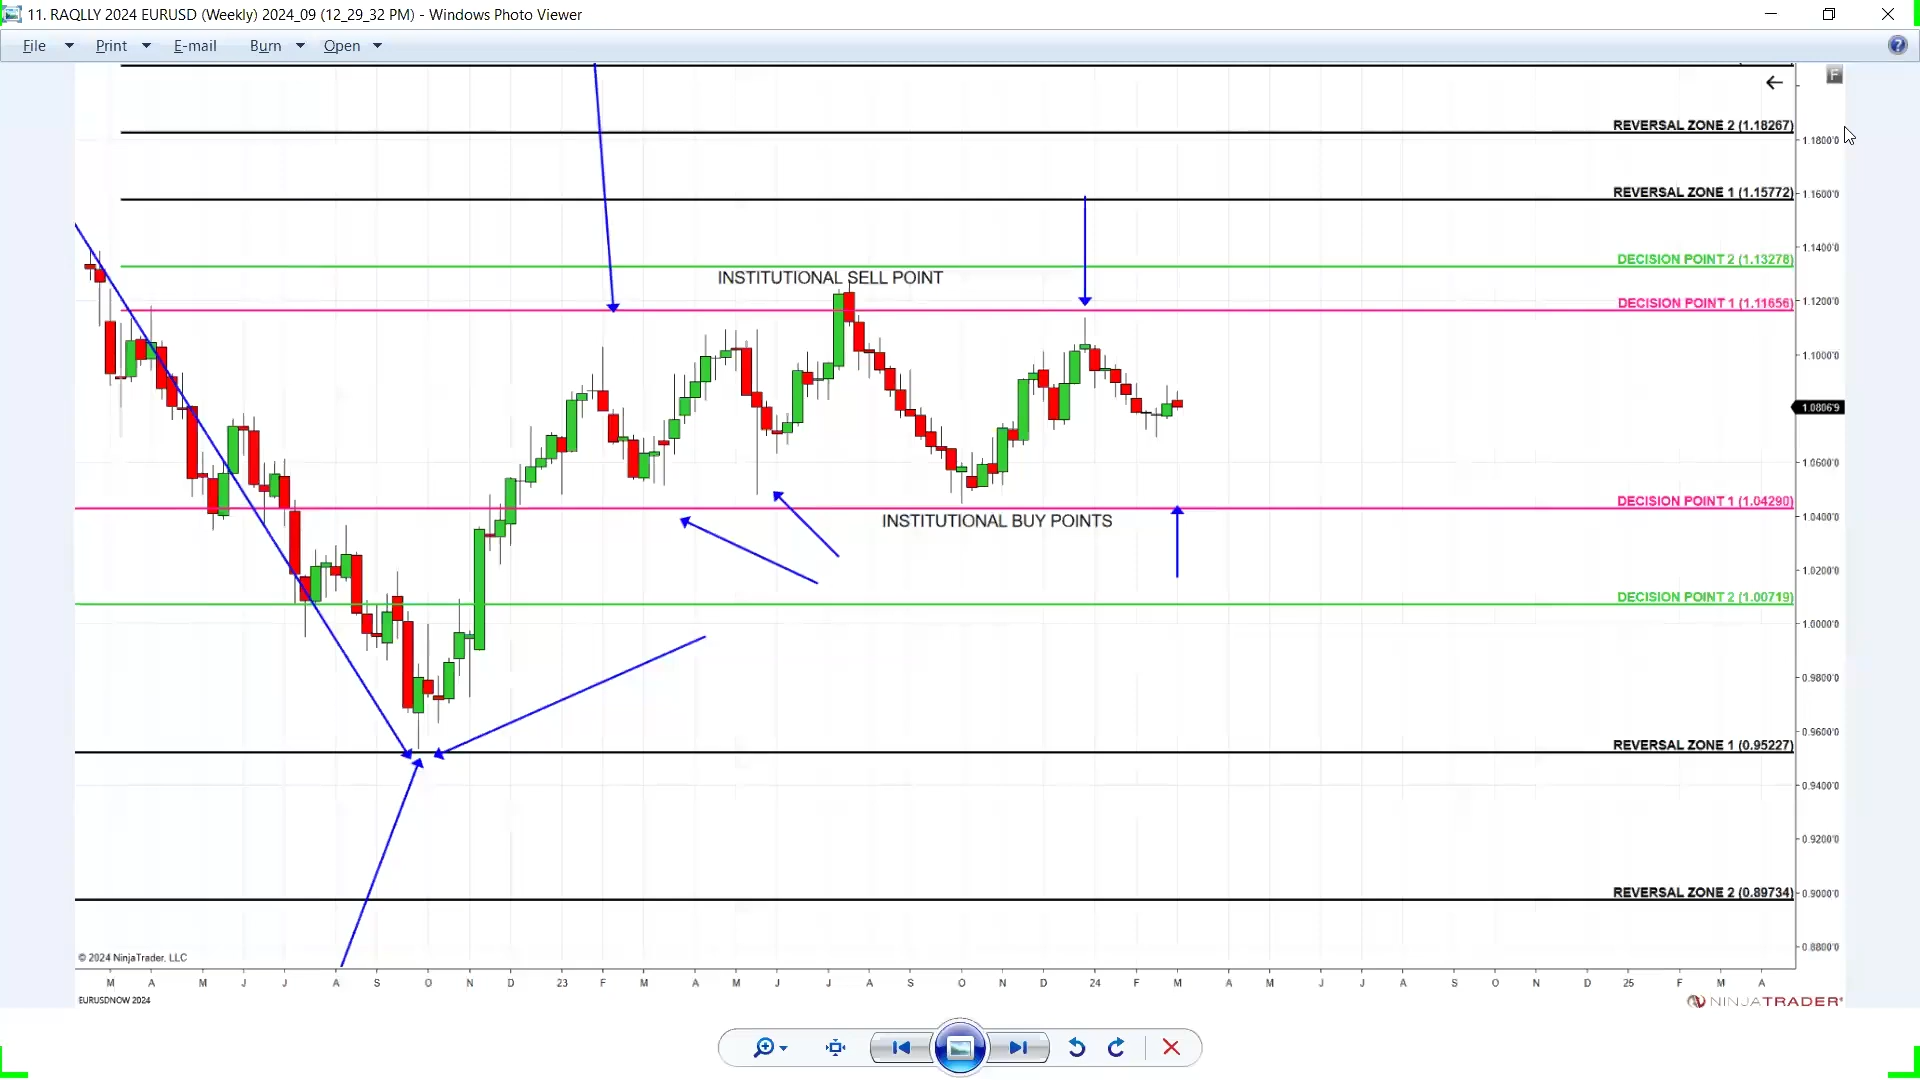 11. RAQLLY 2024 EURUSD (Weekly) 2024_09 (12_29_32 PM) - Windows Photo Viewer
File Print E-mail Burn Open
F
REVERSAL ZONE 2 (1.18267)
1.1800'0
REVERSAL ZONE 1 (1.15772)
1.1600'0
1.1400'0
DECISION POINT 2 (1.13278)
INSTITUTIONAL SELL POINT
DECISION POINT 1 (1.11656)
1.1200'0
1.1000'0
1.0806'9
1.0600'0
DECISION POINT 1 (1.04290)
INSTITUTIONAL BUY POINTS
1.0400'0
1.0200'0
DECISION POINT 2 (1.00719)
1.0000'0
0.9800'0
0.9600'0
REVERSAL ZONE 1 (0.95227)
0.9400'0
0.9200'0
REVERSAL ZONE 2 (0.89734)
0.9000'0
0.8800'0
© 2024 NinjaTrader, LLC
M A M J J A S O N D 23 F M A M J J A S O N D 24 F M A M J J A S O N D 25 F M A
EURUSDNOW 2024
NINJATRADER